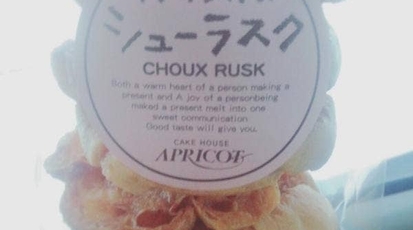 シューラスク
CHOUX RUSK
Both a warm heart of a person making a
present and A joy of a personbeing
maked a present melt into one
sweet communication
Good taste will give you.
CAKE HOUSE
APRICOT